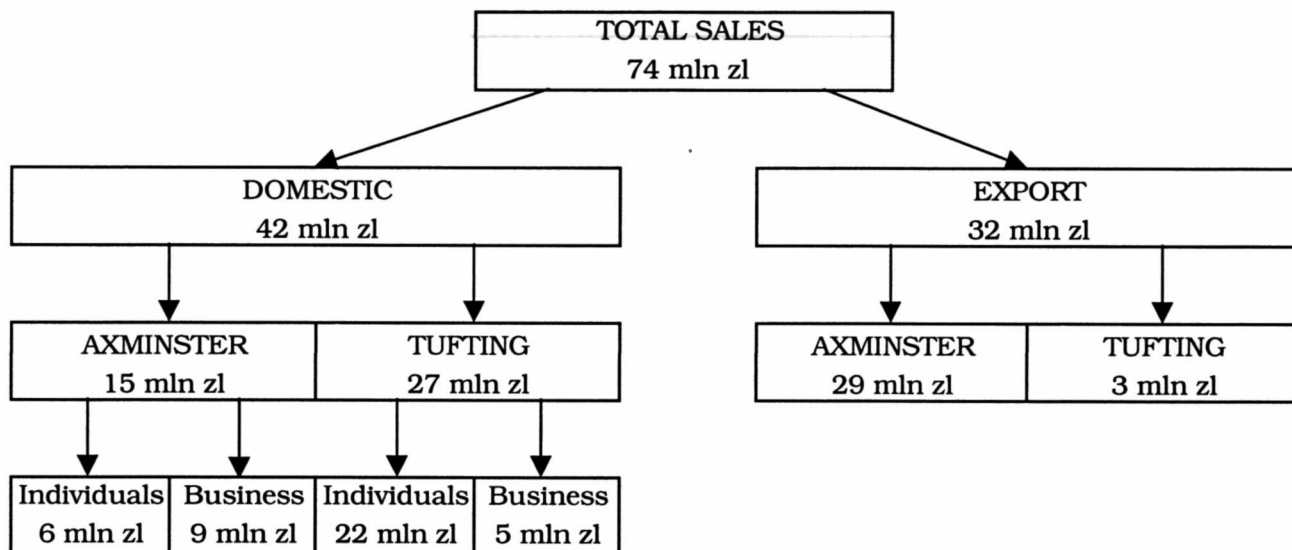 TOTAL SALES
74 mln zl
DOMESTIC
42 mln zl
EXPORT
32 mln zl
AXMINSTER
15 mln zl
TUFTING
27 mln zl
AXMINSTER
29 mln zl
TUFTING
3 mln zl
Individuals
6 mln zl
Business
9 mln zl
Individuals
22 mln zl
Business
5 mln zl